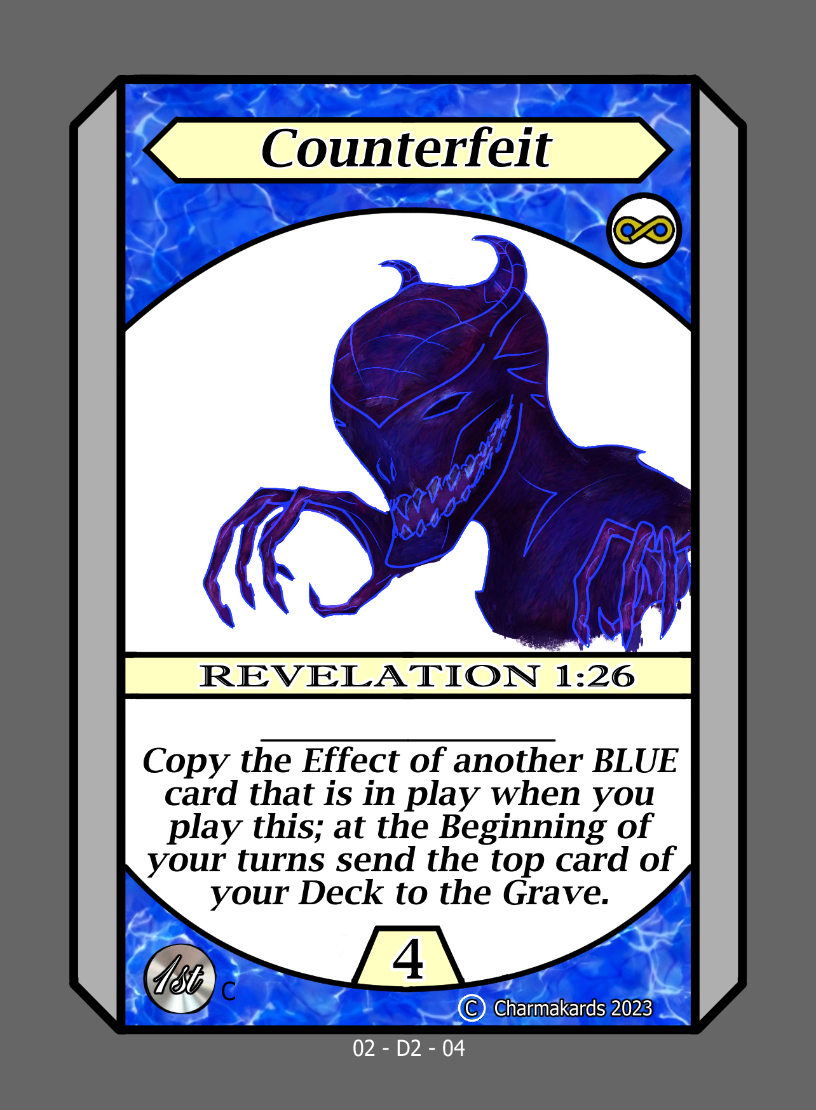 Counterfeit
REVELATION 1:26
Copy the Effect of another BLUE
card that is in play when you
play this; at the Beginning of
your turns send the top card of
your Deck to the Grave.
4
1st C
© Charmakards 2023
02 - D2 - 04